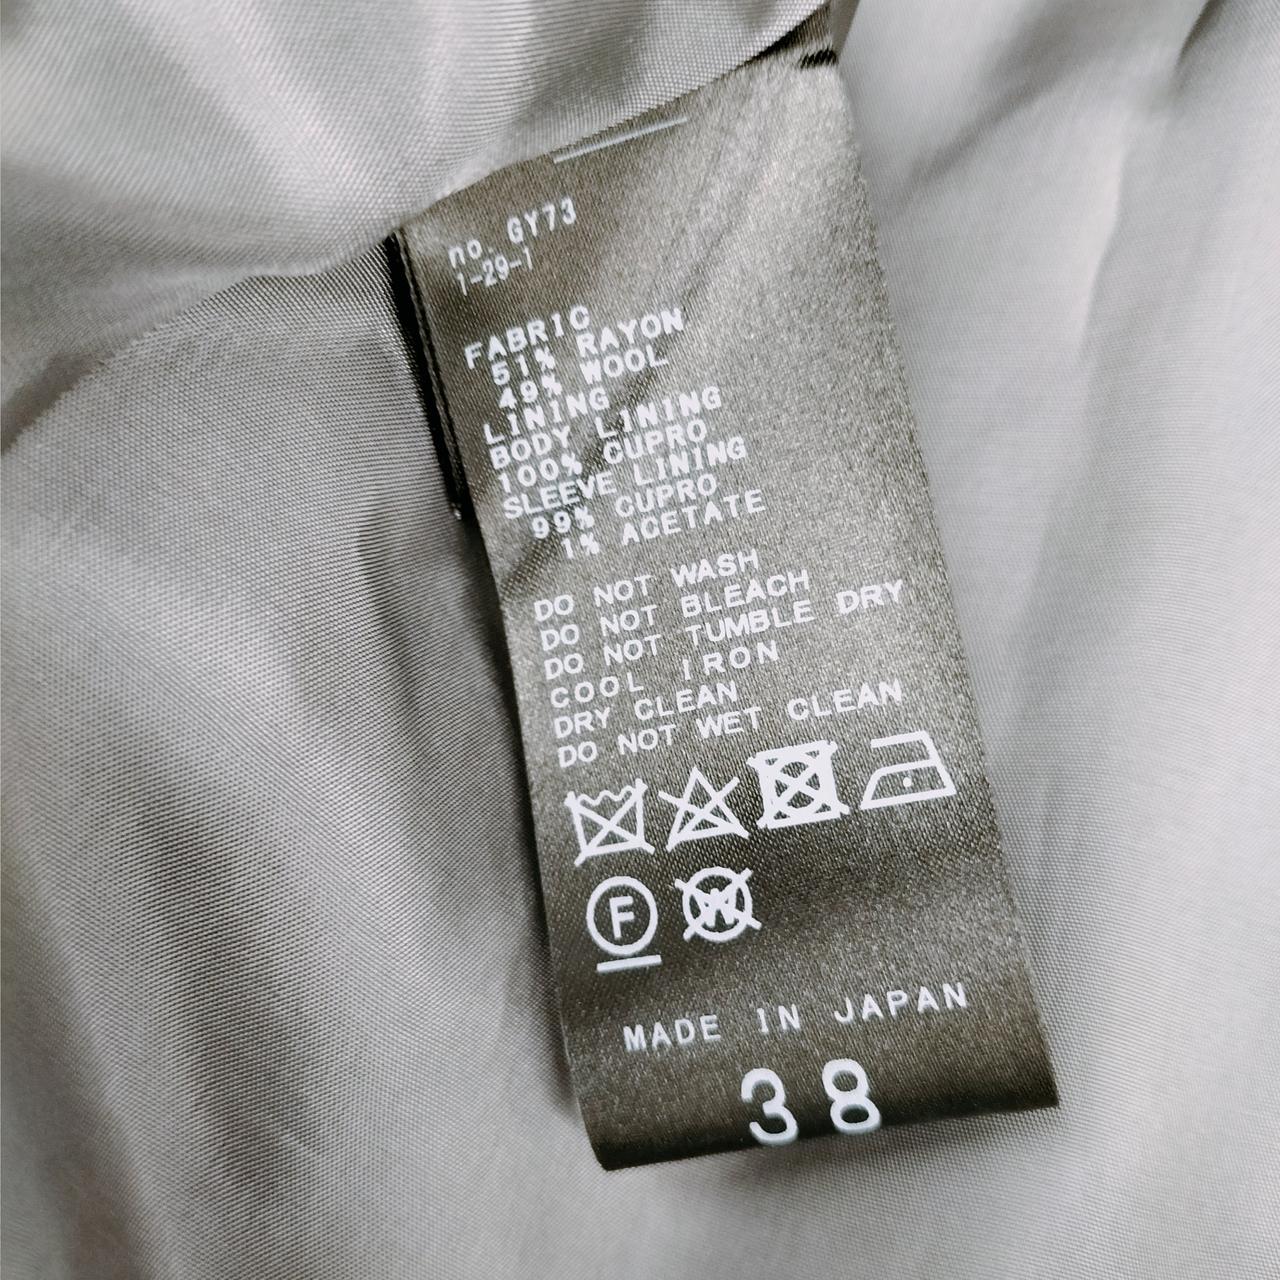 no. GY73
1-29-1
FABRIC
51% RAYON
49% WOOL
LINING
BODY LINING
100% CUPRO
SLEEVE LINING
99% CUPRO
1% ACETATE
DO NOT WASH
DO NOT BLEACH
DO NOT TUMBLE DRY
COOL IRON
DRY CLEAN
DO NOT WET CLEAN
F W
MADE IN JAPAN
38